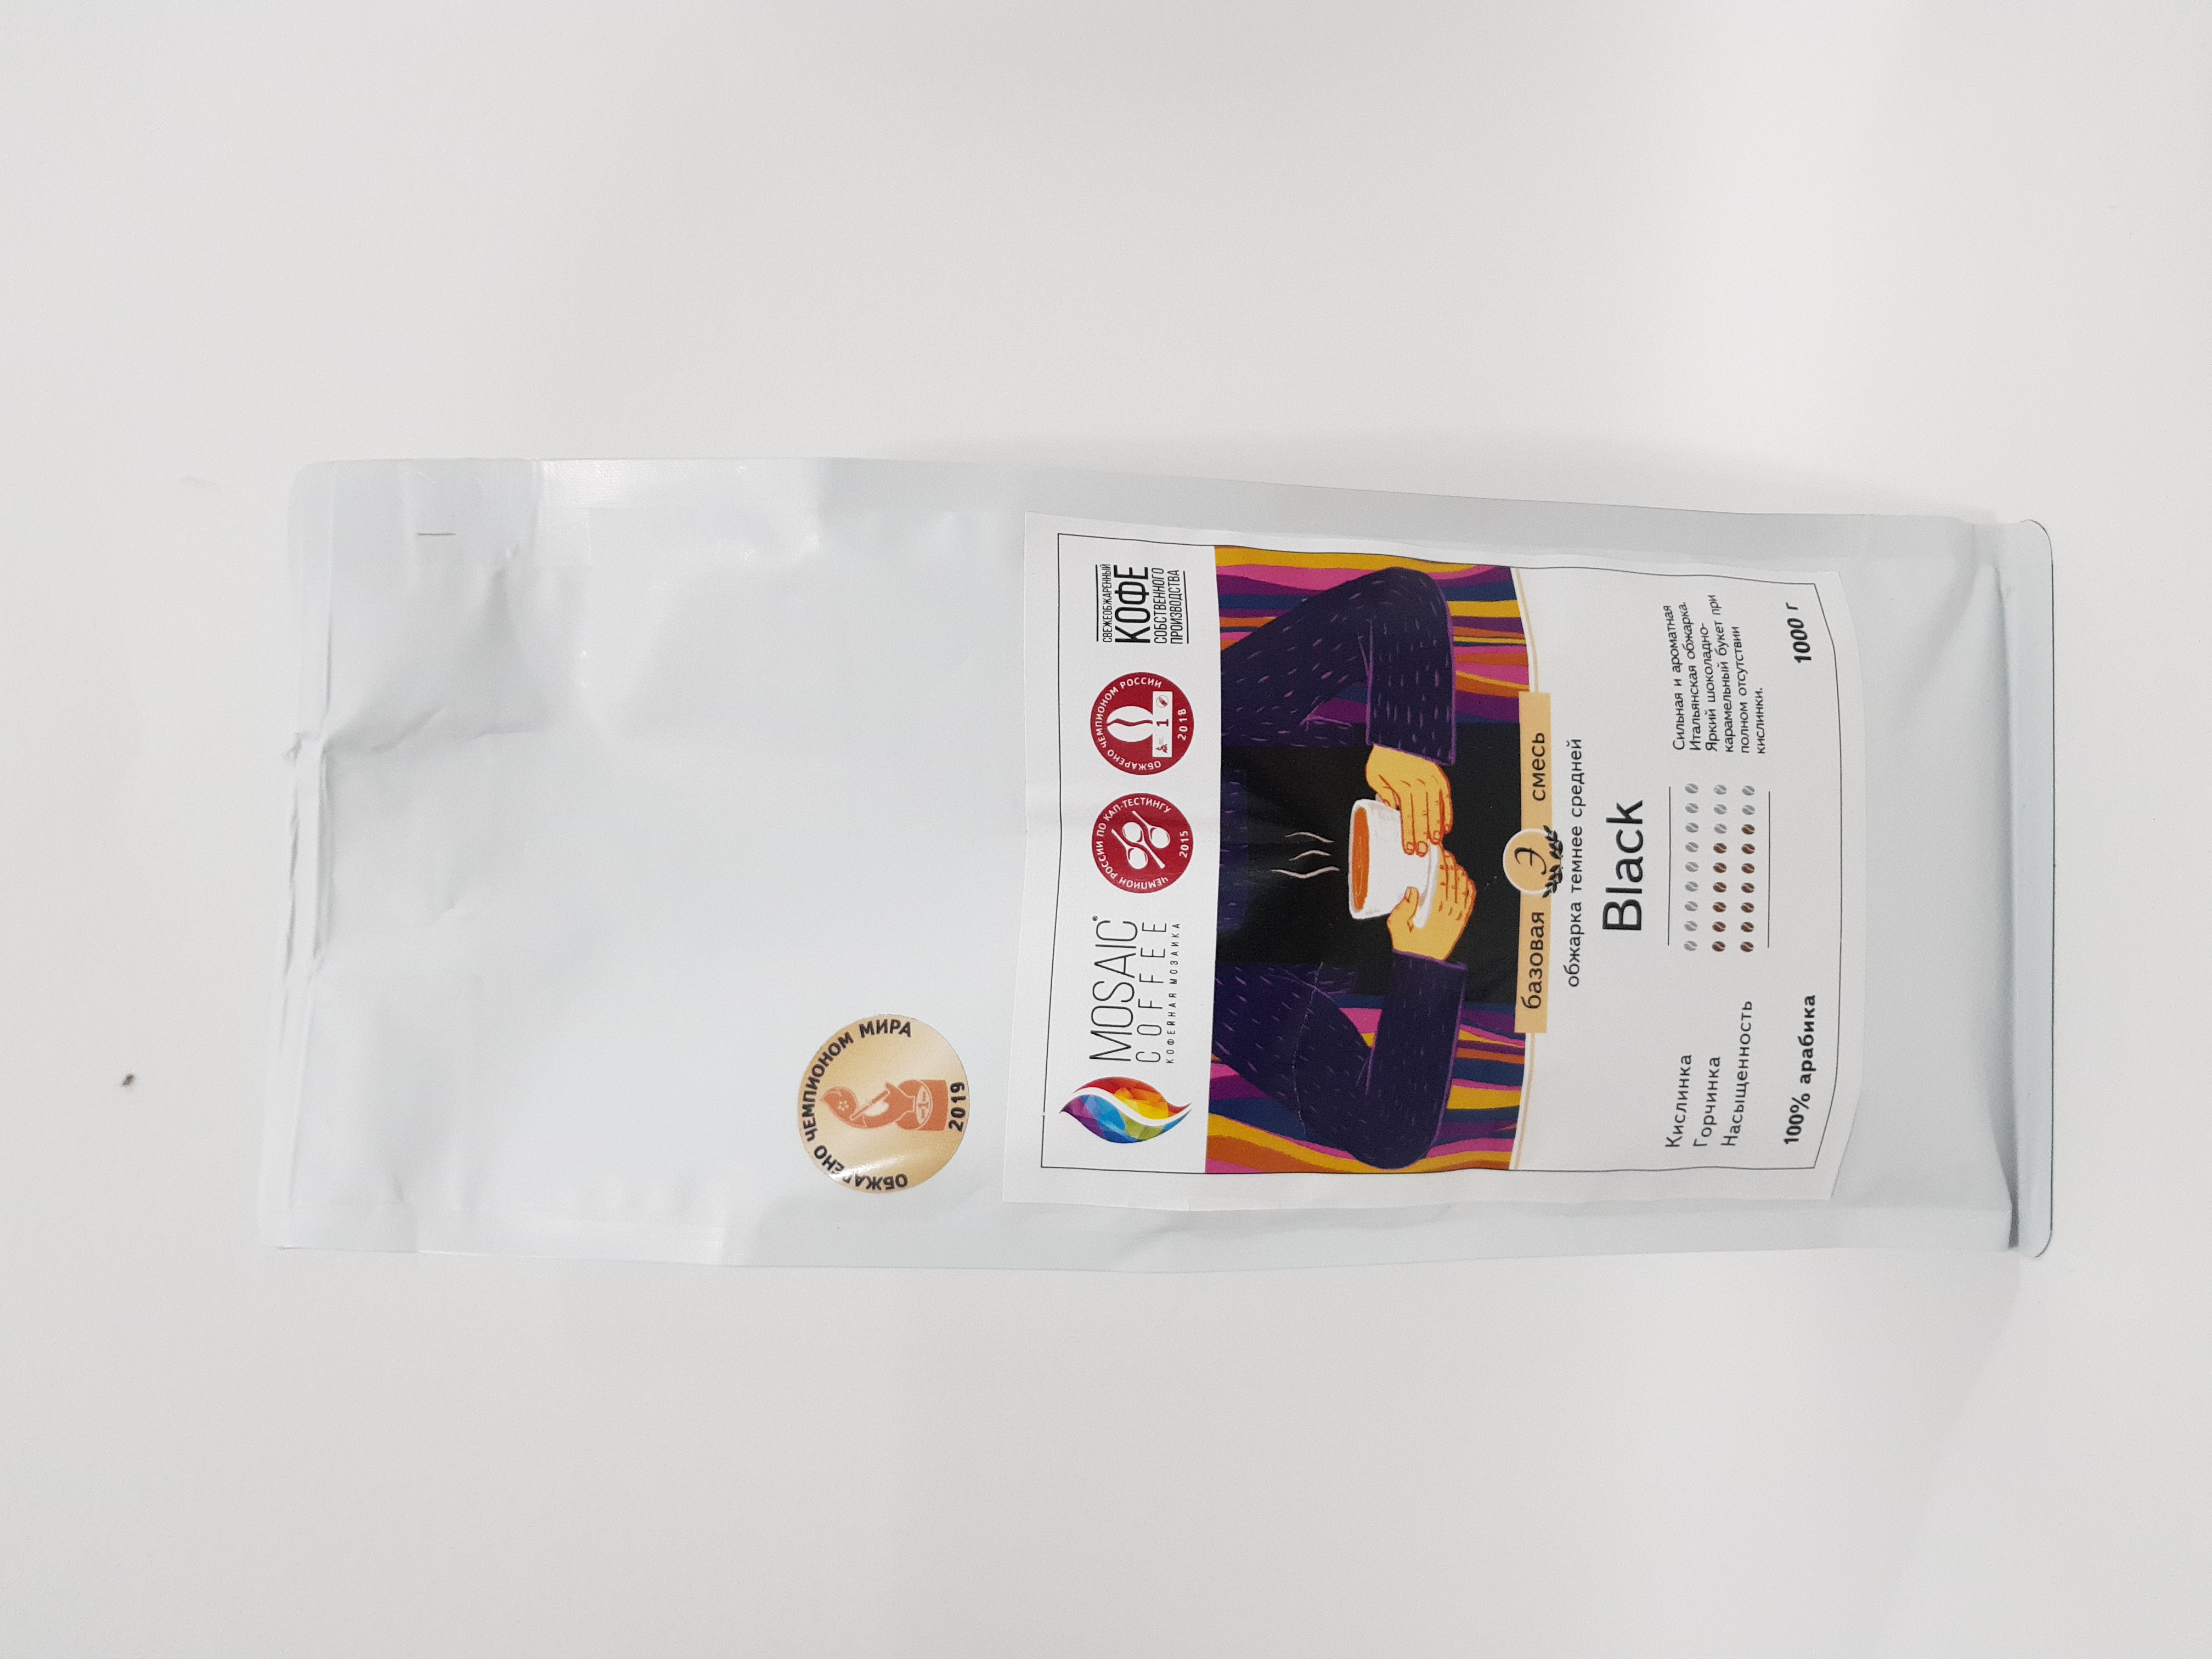 ОБЖАРЕНО ЧЕМПИОНОМ МИРА
1
2019
MOSAIC®
COFFEE
КОФЕЙНАЯ МОЗАИКА
ЧЕМПИОН РОССИИ ПО КАП-ТЕСТИНГУ
2015
ОБЖАРЕНО ЧЕМПИОНОМ РОССИИ
1
2018
СВЕЖЕОБЖАРЕННЫЙ
КОФЕ
СОБСТВЕННОГО
ПРОИЗВОДСТВА
базовая Э смесь
обжарка темнее средней
Black
Кислинка
Горчинка
Насыщенность
Сильная и ароматная
Итальянская обжарка.
Яркий шоколадно-
карамельный букет при
полном отсутствии
кислинки.
100% арабика
1000 г